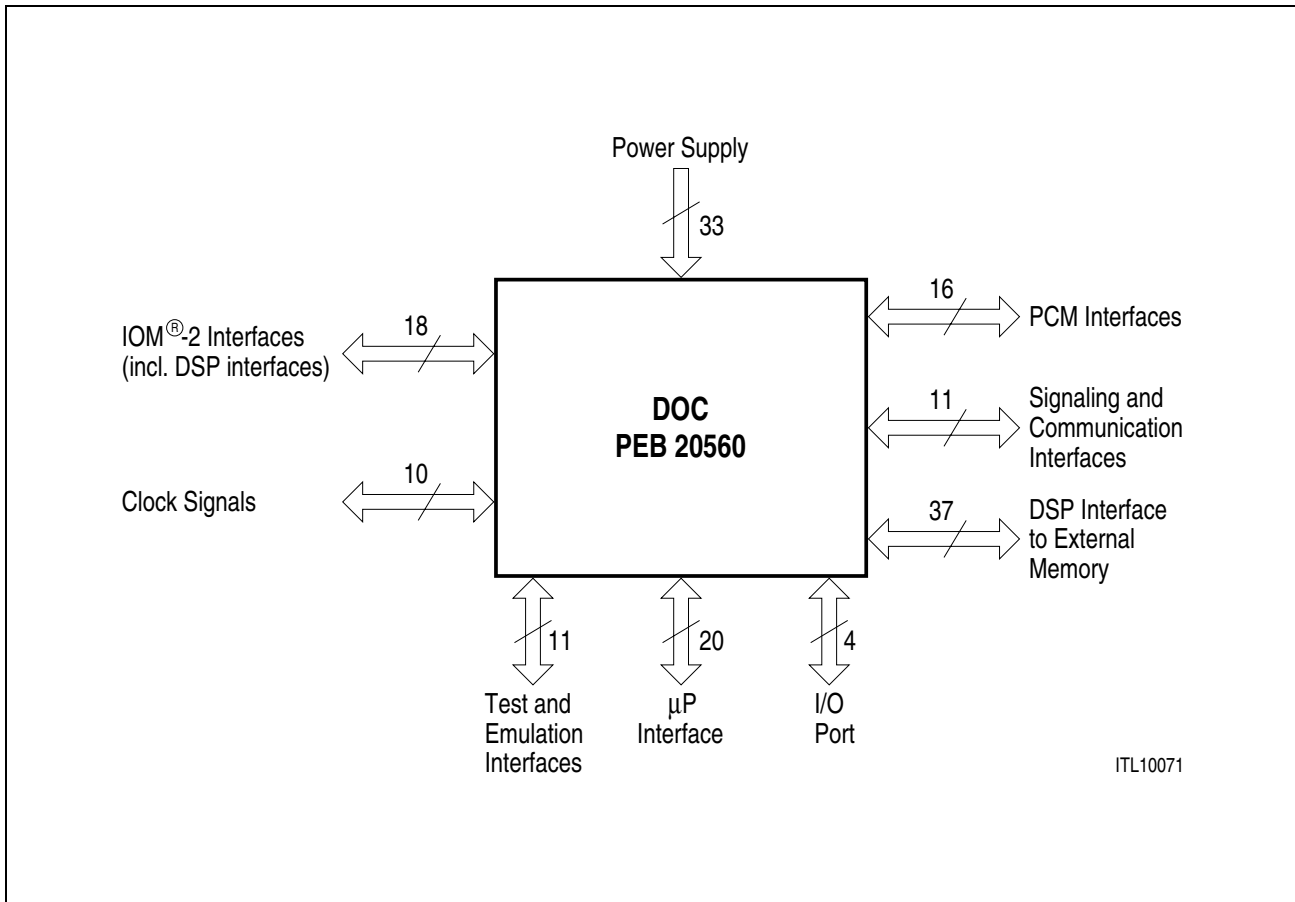 Power Supply
33
IOM®-2 Interfaces
(incl. DSP interfaces)
18
16
PCM Interfaces
DOC
PEB 20560
11
Signaling and
Communication
Interfaces
Clock Signals
10
37
DSP Interface
to External
Memory
11
20
4
Test and
Emulation
Interfaces
µP
Interface
I/O
Port
ITL10071